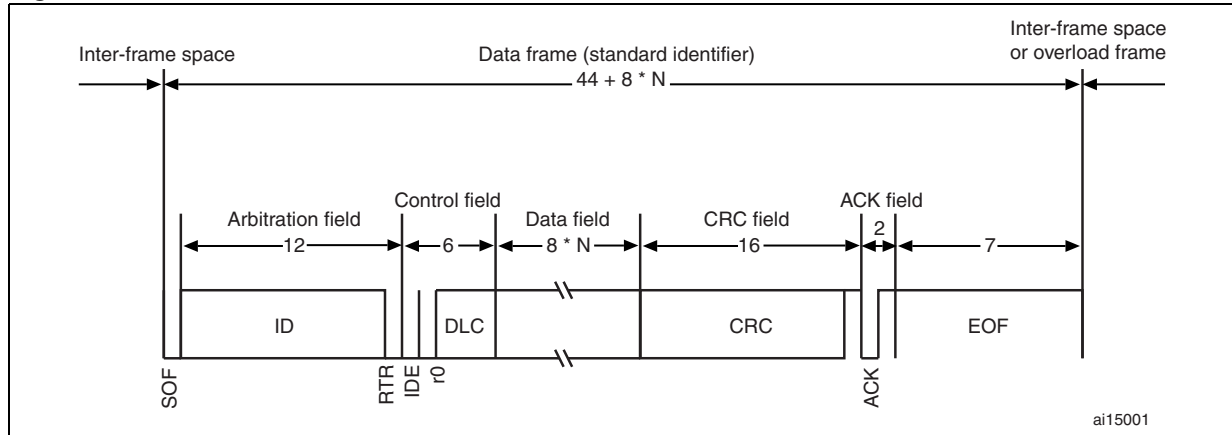 Inter-frame space
Data frame (standard identifier)
44 + 8 * N
Inter-frame space
or overload frame
Arbitration field
12
Control field
6
Data field
8 * N
CRC field
16
ACK field
2
7
ID
DLC
CRC
EOF
SOF
RTR
IDE
r0
ACK
ai15001